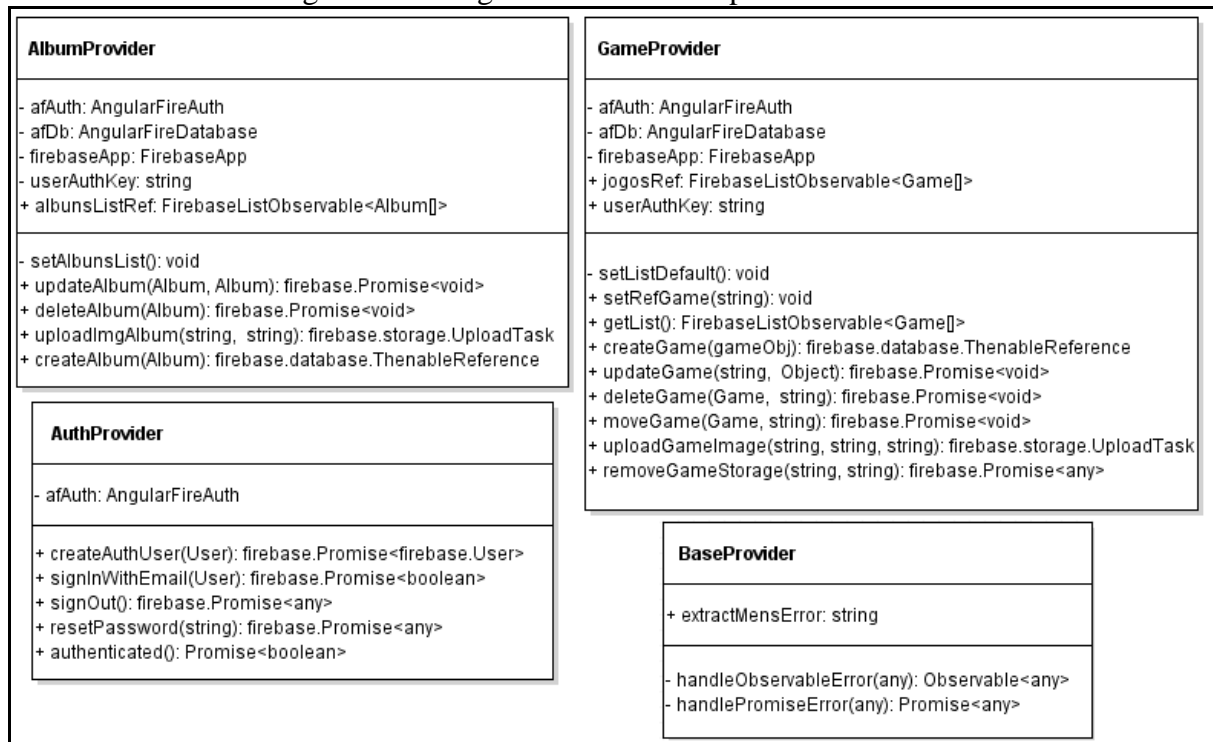 AlbumProvider
- afAuth: AngularFireAuth
- afDb: AngularFireDatabase
- firebaseApp: FirebaseApp
- userAuthKey: string
+ albunsListRef: FirebaseListObservable<Album[]>
- setAlbunsList(): void
+ updateAlbum(Album, Album): firebase.Promise<void>
+ deleteAlbum(Album): firebase.Promise<void>
+ uploadImgAlbum(string, string): firebase.storage.UploadTask
+ createAlbum(Album): firebase.database.ThenableReference
GameProvider
- afAuth: AngularFireAuth
- afDb: AngularFireDatabase
- firebaseApp: FirebaseApp
+ jogosRef: FirebaseListObservable<Game[]>
+ userAuthKey: string
- setListDefault(): void
+ setRefGame(string): void
+ getList(): FirebaseListObservable<Game[]>
+ createGame(gameObj): firebase.database.ThenableReference
+ updateGame(string, Object): firebase.Promise<void>
+ deleteGame(Game, string): firebase.Promise<void>
+ moveGame(Game, string): firebase.Promise<void>
+ uploadGameImage(string, string, string): firebase.storage.UploadTask
+ removeGameStorage(string, string): firebase.Promise<any>
AuthProvider
- afAuth: AngularFireAuth
+ createAuthUser(User): firebase.Promise<firebase.User>
+ signInWithEmail(User): firebase.Promise<boolean>
+ signOut(): firebase.Promise<any>
+ resetPassword(string): firebase.Promise<any>
+ authenticated(): Promise<boolean>
BaseProvider
+ extractMensError: string
- handleObservableError(any): Observable<any>
- handlePromiseError(any): Promise<any>